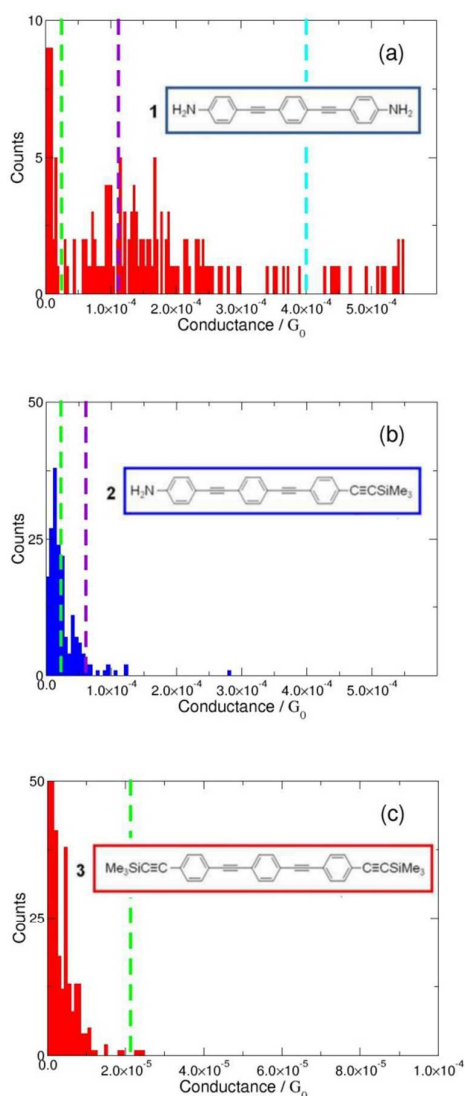 10
(a)
1
H₂N
NH₂
Counts
5
0
0.0
1.0×10⁻⁴
2.0×10⁻⁴
3.0×10⁻⁴
4.0×10⁻⁴
5.0×10⁻⁴
Conductance / G₀
50
(b)
2
H₂N
C≡CSiMe₃
Counts
25
0
0.0
1.0×10⁻⁴
2.0×10⁻⁴
3.0×10⁻⁴
4.0×10⁻⁴
5.0×10⁻⁴
Conductance / G₀
50
(c)
3
Me₃SiC≡C
C≡CSiMe₃
Counts
25
0
0.0
2.0×10⁻⁵
4.0×10⁻⁵
6.0×10⁻⁵
8.0×10⁻⁵
1.0×10⁻⁴
Conductance / G₀